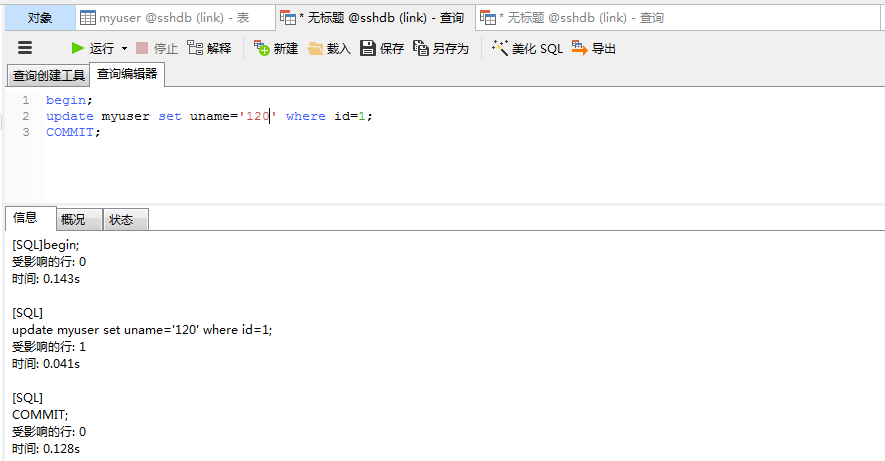 对象 myuser @sshdb (link) - 表 * 无标题 @sshdb (link) - 查询 * 无标题 @sshdb (link) - 查询
运行 停止 解释 新建 载入 保存 另存为 美化 SQL 导出
查询创建工具 查询编辑器
1 begin;
2 update myuser set uname='120' where id=1;
3 COMMIT;
信息 概况 状态
[SQL]begin;
受影响的行: 0
时间: 0.143s
[SQL]
update myuser set uname='120' where id=1;
受影响的行: 1
时间: 0.041s
[SQL]
COMMIT;
受影响的行: 0
时间: 0.128s